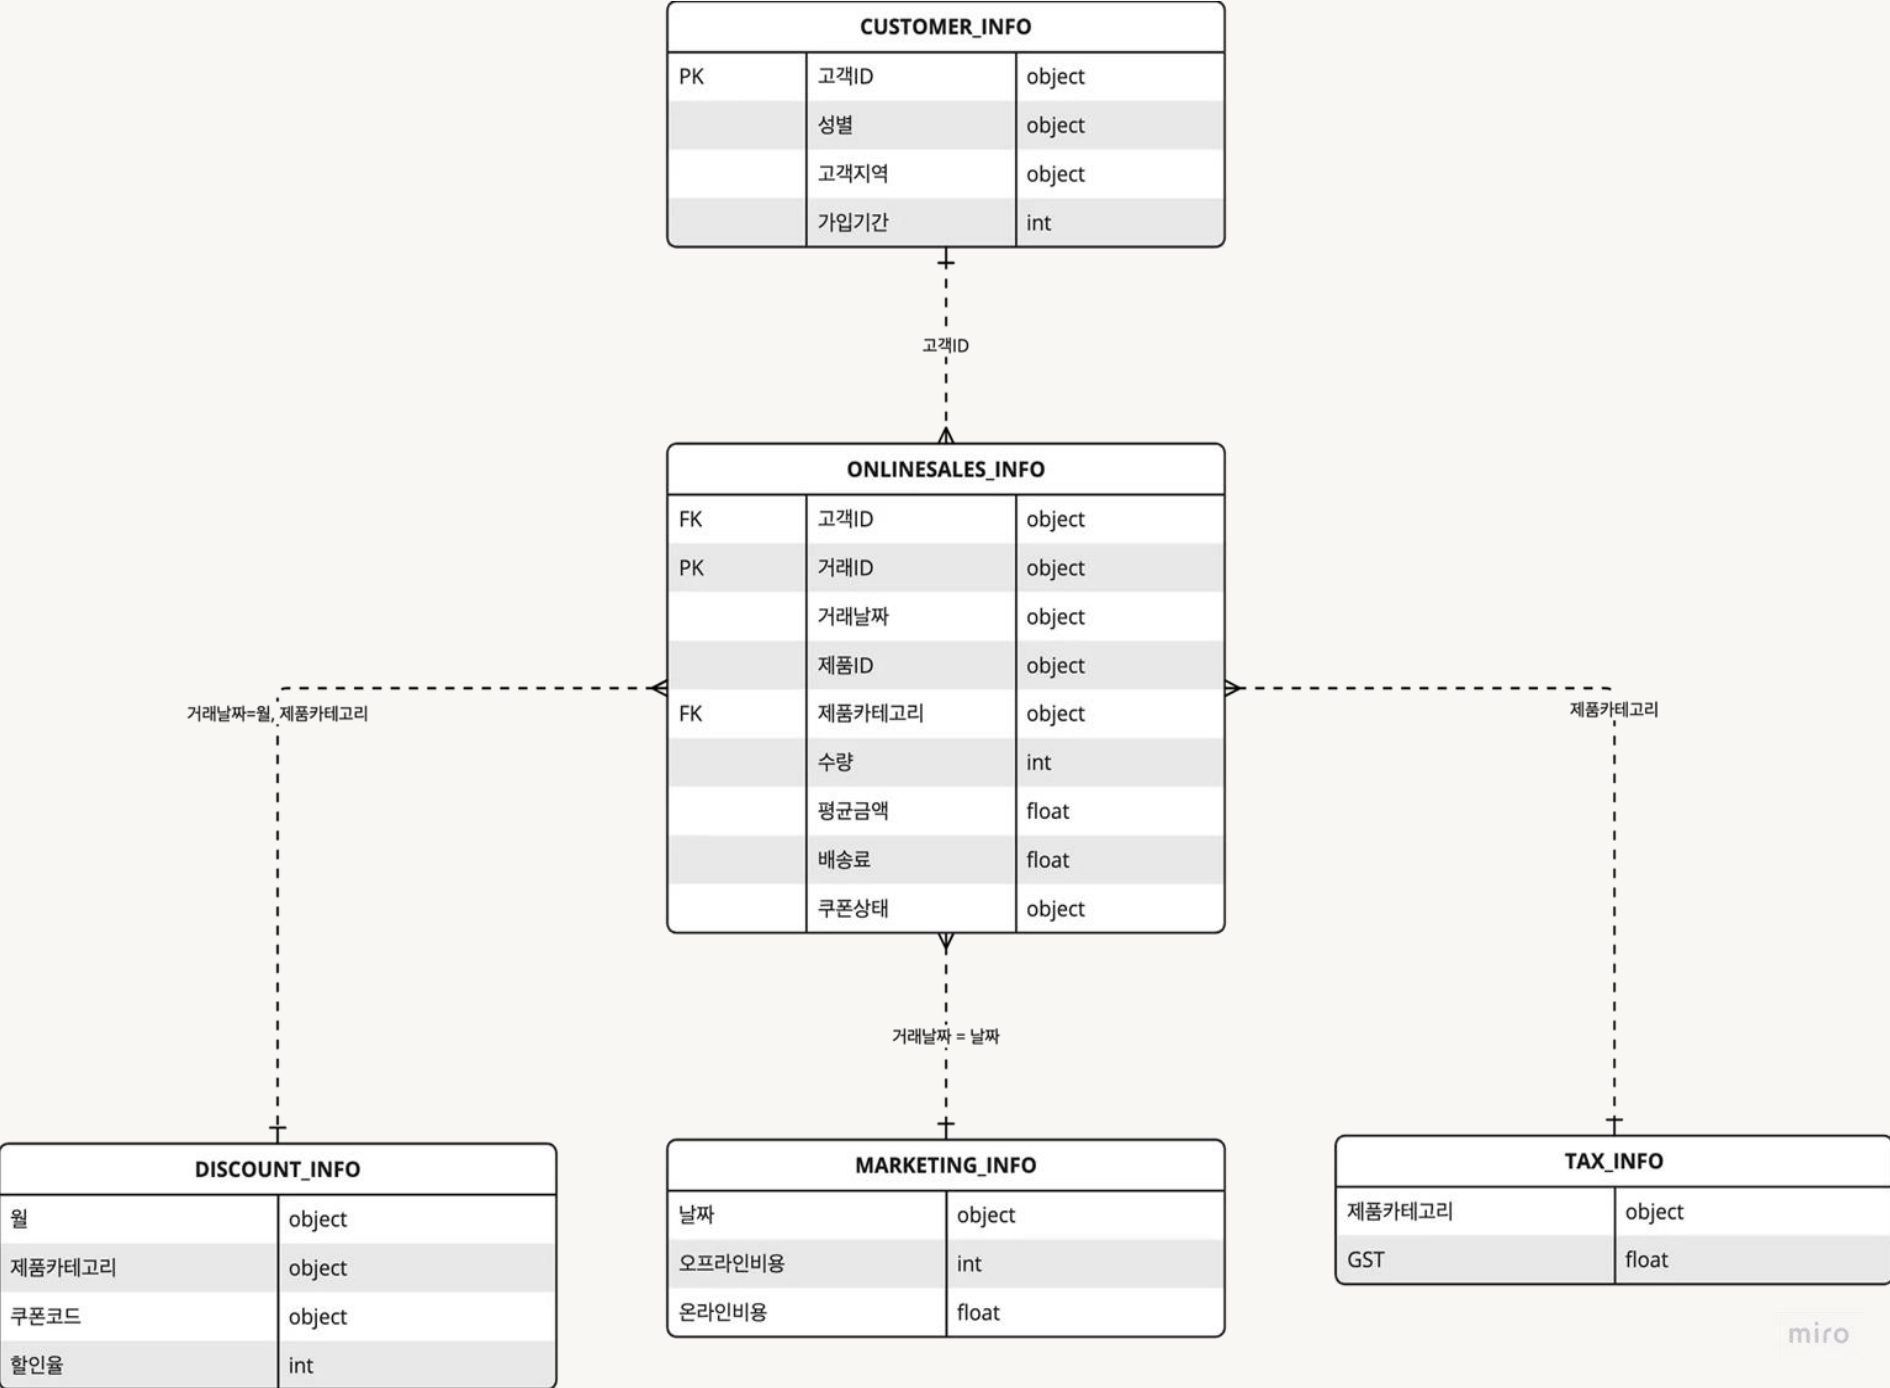 CUSTOMER_INFO
PK 고객ID object
성별 object
고객지역 object
가입기간 int
고객ID
ONLINESALES_INFO
FK 고객ID object
PK 거래ID object
거래날짜 object
제품ID object
FK 제품카테고리 object
수량 int
평균금액 float
배송료 float
쿠폰상태 object
거래날짜=월, 제품카테고리
제품카테고리
거래날짜 = 날짜
DISCOUNT_INFO
월 object
제품카테고리 object
쿠폰코드 object
할인율 int
MARKETING_INFO
날짜 object
오프라인비용 int
온라인비용 float
TAX_INFO
제품카테고리 object
GST float
miro